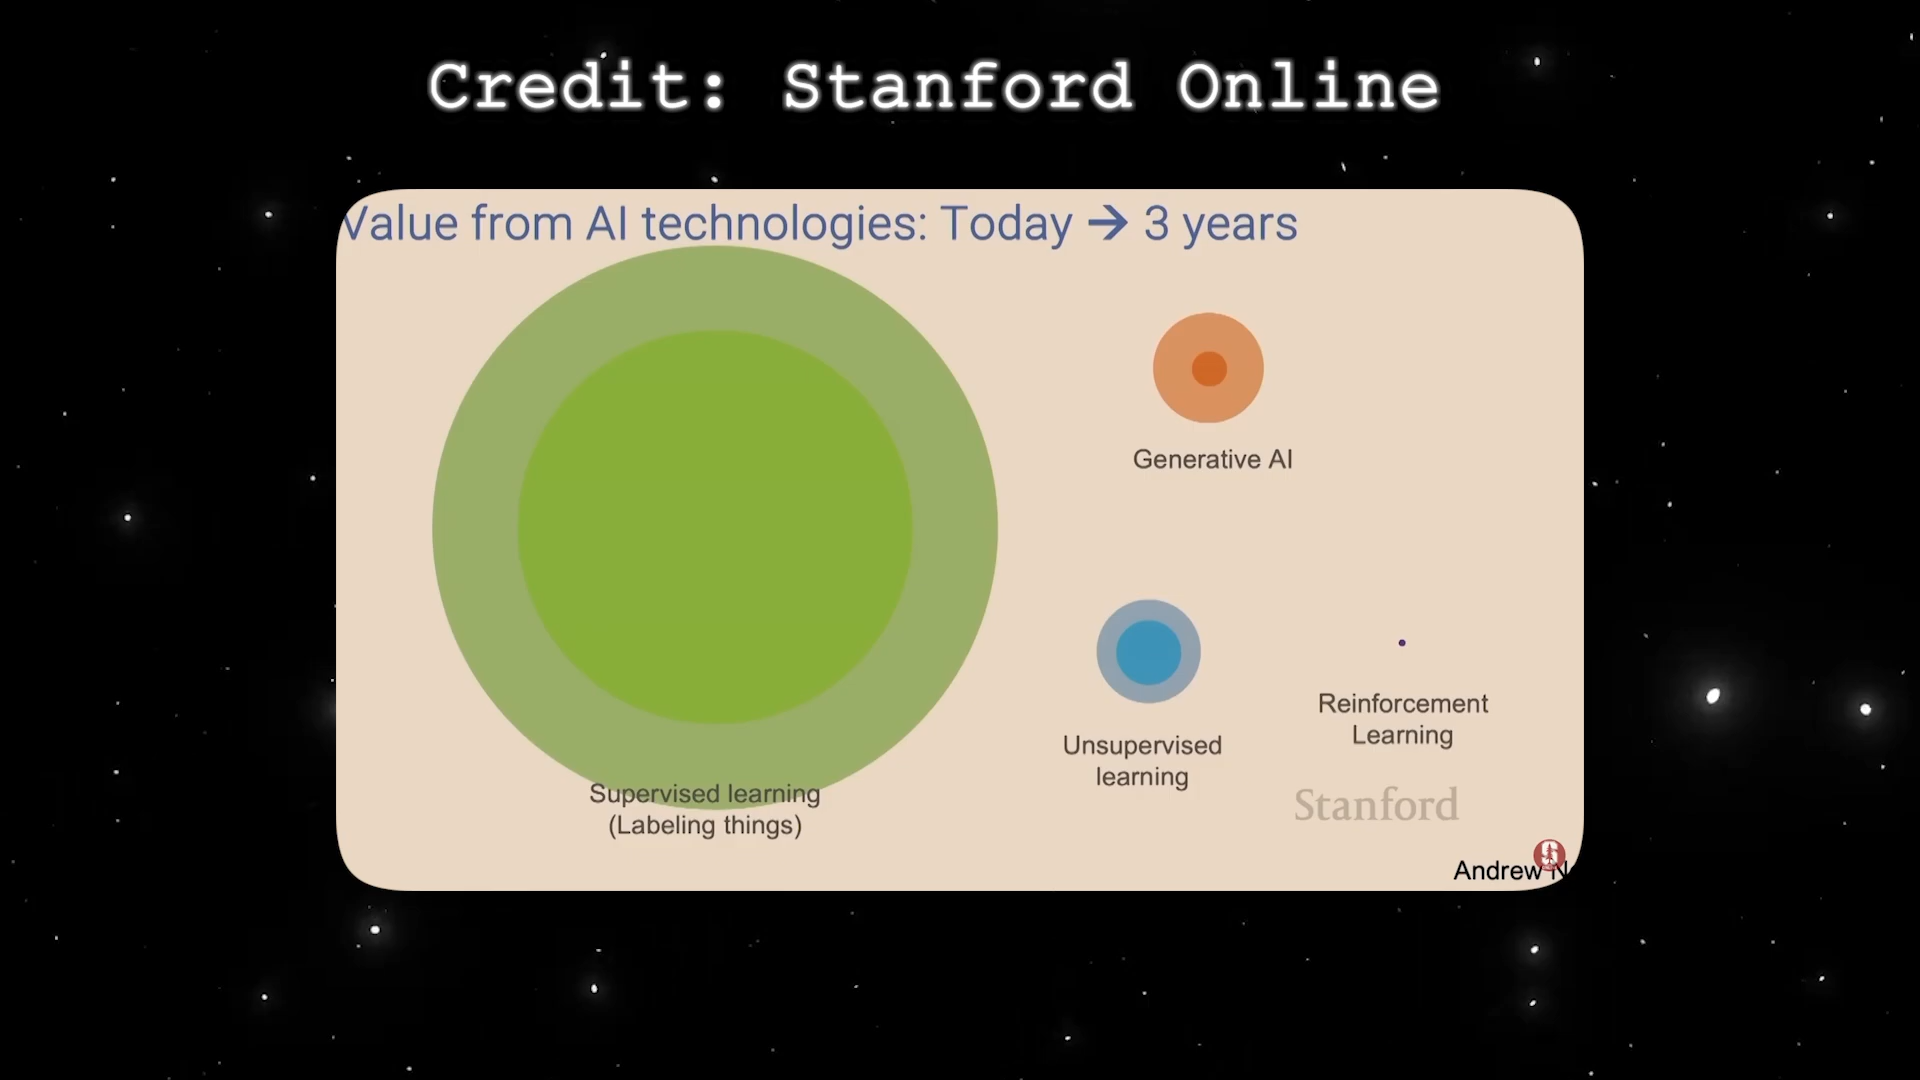 Credit: Stanford Online
Value from AI technologies: Today → 3 years
Generative AI
Reinforcement
Learning
Unsupervised
learning
Supervised learning
(Labeling things)
Stanford
Andrew